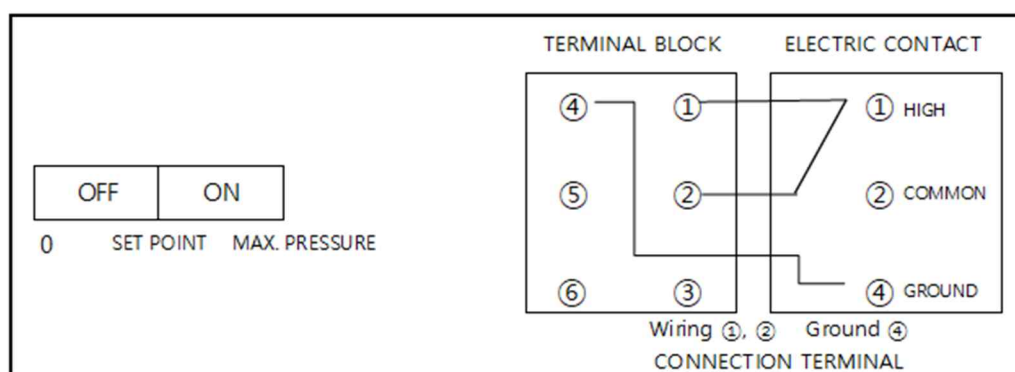 TERMINAL BLOCK ELECTRIC CONTACT
④ ① ① HIGH
OFF ON
⑤ ② ② COMMON
0 SET POINT MAX. PRESSURE
⑥ ③ ④ GROUND
Wiring ①, ② Ground ④
CONNECTION TERMINAL